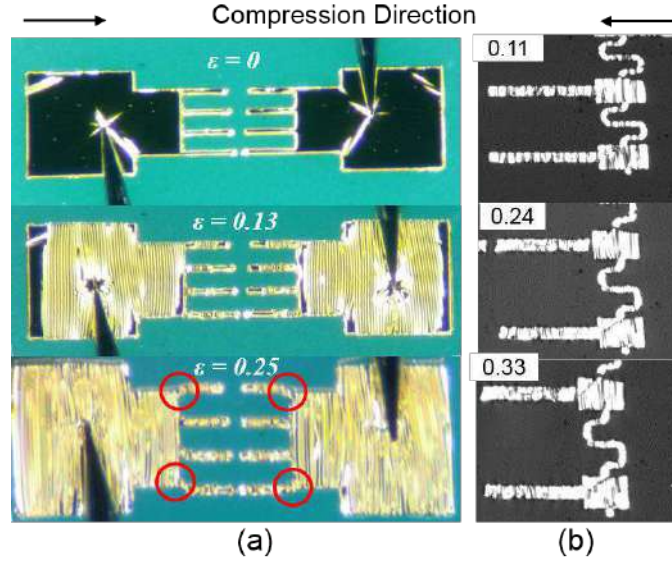 Compression Direction
ε = 0
0.11
ε = 0.13
0.24
ε = 0.25
0.33
(a)
(b)